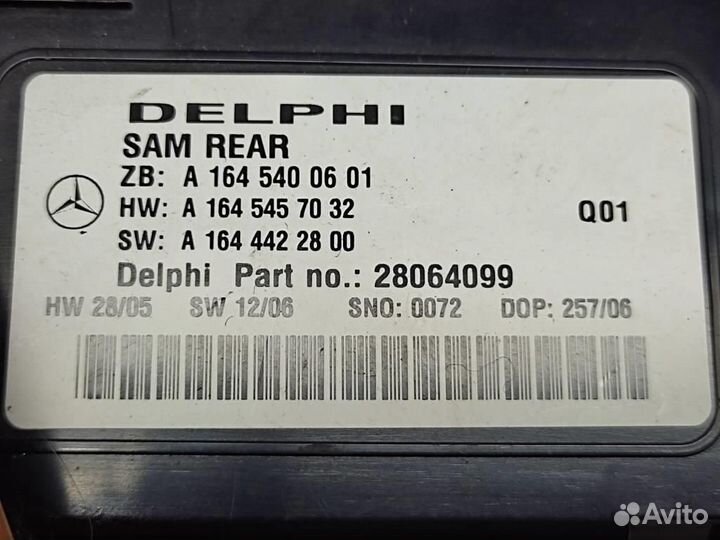 DELPHI
SAM REAR
ZB: A 164 540 06 01
HW: A 164 545 70 32 Q01
SW: A 164 442 28 00
Delphi Part no.: 28064099
HW 28/05 SW 12/06 SNO: 0072 DOP: 257/06
Avito